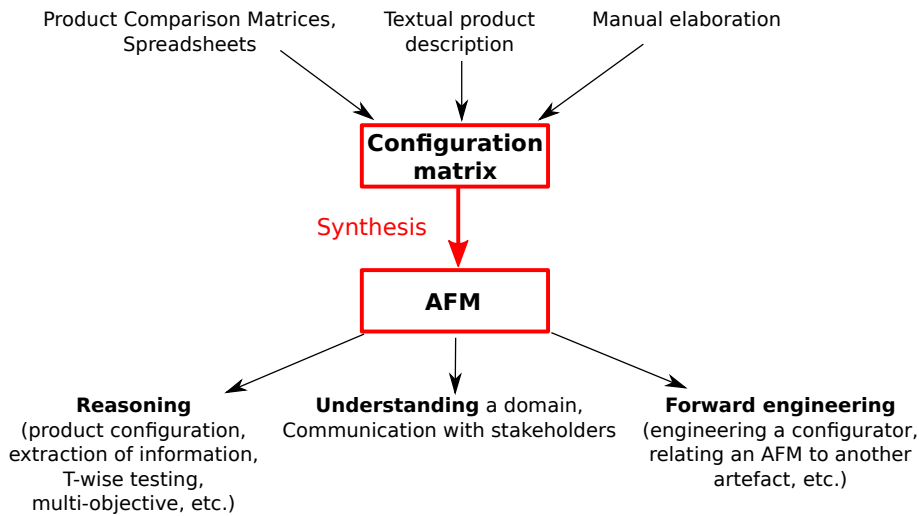 Product Comparison Matrices,
Spreadsheets
Textual product
description
Manual elaboration
Configuration
matrix
Synthesis
AFM
Reasoning
(product configuration,
extraction of information,
T-wise testing,
multi-objective, etc.)
Understanding a domain,
Communication with stakeholders
Forward engineering
(engineering a configurator,
relating an AFM to another
artefact, etc.)